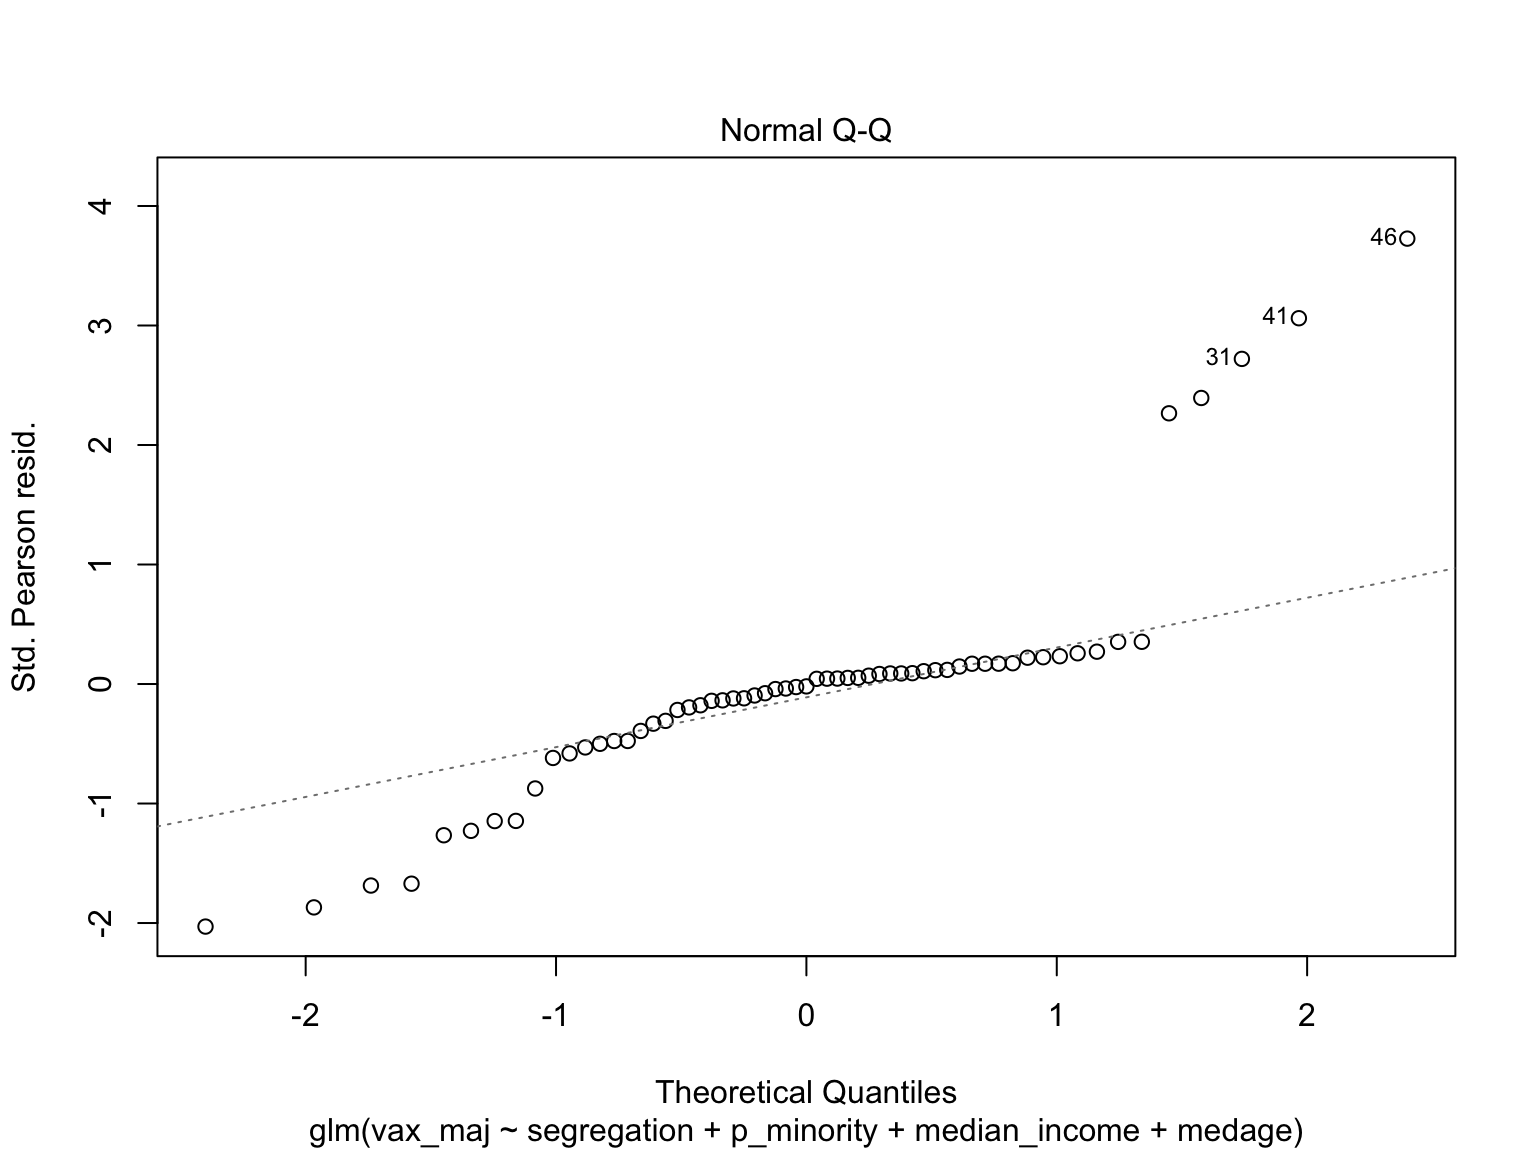 Normal Q-Q
Std. Pearson resid.
4
3
2
1
0
-1
-2
46
41
31
-2 -1 0 1 2
Theoretical Quantiles
glm(vax_maj ~ segregation + p_minority + median_income + medage)